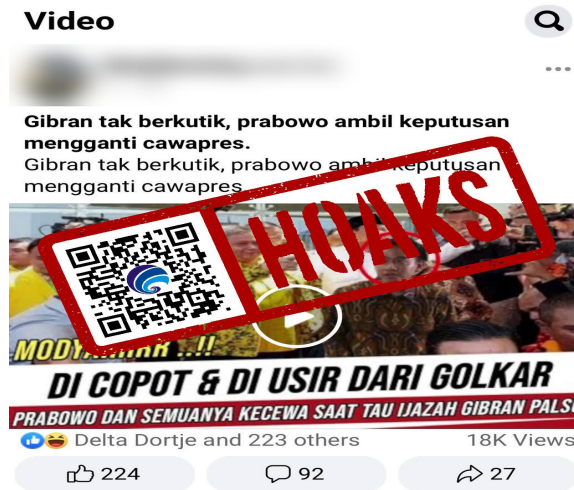 Video
Gibran tak berkutik, prabowo ambil keputusan
mengganti cawapres.
Gibran tak berkutik, prabowo ambil keputusan
mengganti cawapres
HOAKS
DI COPOT & DI USIR DARI GOLKAR
PRABOWO DAN SEMUANYA KECEWA SAAT TAU IJAZAH GIBRAN PALS
Delta Dortje and 223 others
18K Views
224
92
27